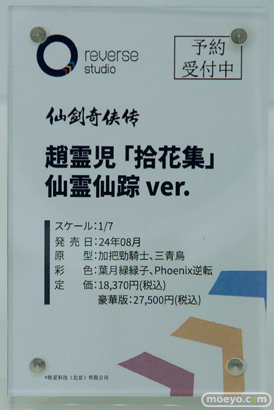 reverse
studio
予約
受付中
仙剣奇侠传
趙霊児「拾花集」
仙霊仙踪 ver.
スケール：1/7
発売日：24年08月
原型：加把勁騎士、三青鳥
彩色：葉月緑緑子、Phoenix逆転
定価：18,370円(税込)
豪華版：27,500円(税込)
moeyo.com